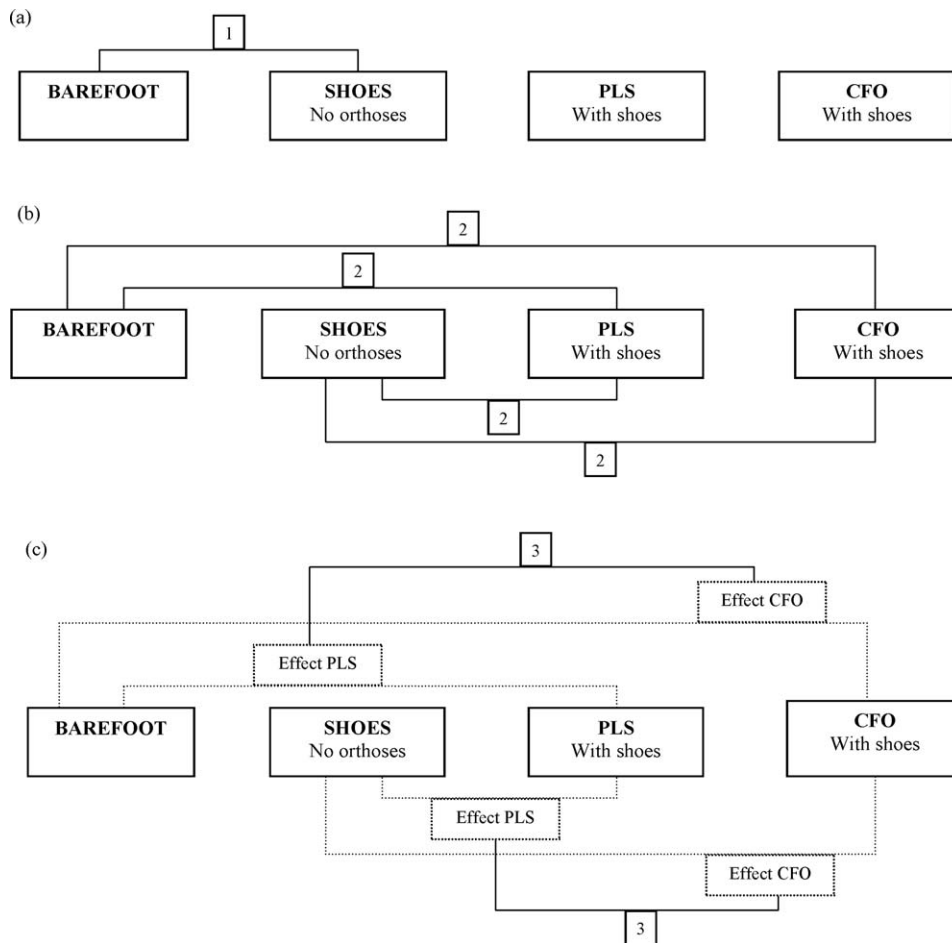 (a)
1
BAREFOOT
SHOES
No orthoses
PLS
With shoes
CFO
With shoes
(b)
2
2
BAREFOOT
SHOES
No orthoses
PLS
With shoes
CFO
With shoes
2
2
(c)
3
Effect CFO
Effect PLS
BAREFOOT
SHOES
No orthoses
PLS
With shoes
CFO
With shoes
Effect PLS
Effect CFO
3